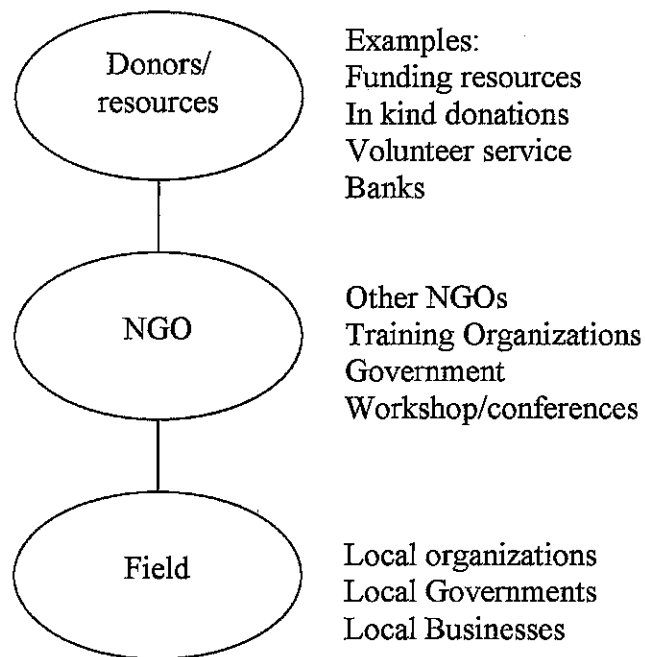 Donors/
resources
Examples:
Funding resources
In kind donations
Volunteer service
Banks
NGO
Other NGOs
Training Organizations
Government
Workshop/conferences
Field
Local organizations
Local Governments
Local Businesses